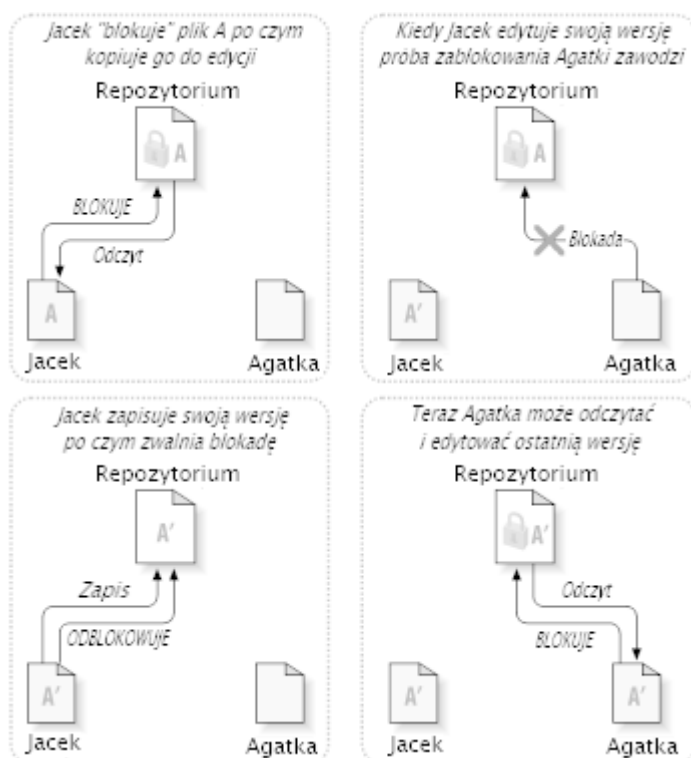 Jacek "blokuje" plik A po czym
kopiuje go do edycji
Repozytorium
A
BLOKUJE
Odczyt
A
Jacek
Agatka
Kiedy Jacek edytuje swoją wersję
próba zablokowania Agatki zawodzi
Repozytorium
A
Blokada
A'
Jacek
Agatka
Jacek zapisuje swoją wersję
po czym zwalnia blokadę
Repozytorium
A'
Zapis
ODBLOKOWUJE
A'
Jacek
Agatka
Teraz Agatka może odczytać
i edytować ostatnią wersję
Repozytorium
A'
Odczyt
BLOKUJE
A'
Jacek
A'
Agatka